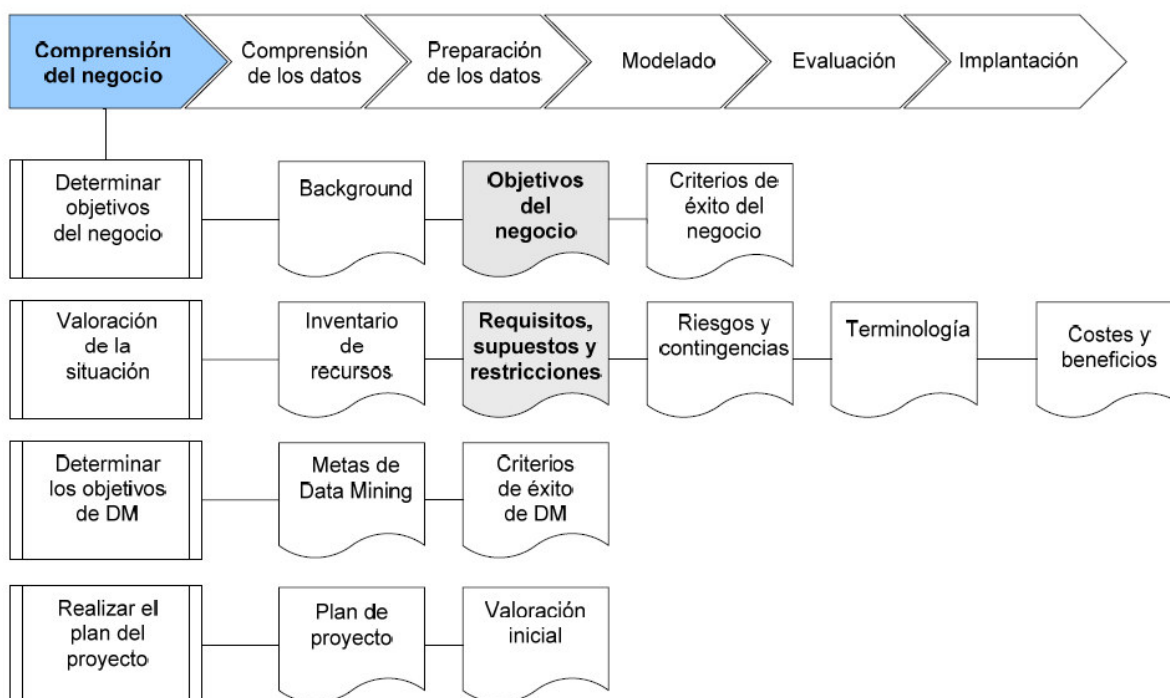 Comprensión
del negocio
Comprensión
de los datos
Preparación
de los datos
Modelado
Evaluación
Implantación
Determinar
objetivos
del negocio
Background
Objetivos
del
negocio
Criterios de
éxito del
negocio
Valoración
de la
situación
Inventario
de
recursos
Requisitos,
supuestos y
restricciones
Riesgos y
contingencias
Terminología
Costes y
beneficios
Determinar
los objetivos
de DM
Metas de
Data Mining
Criterios
de éxito
de DM
Realizar el
plan del
proyecto
Plan de
proyecto
Valoración
inicial